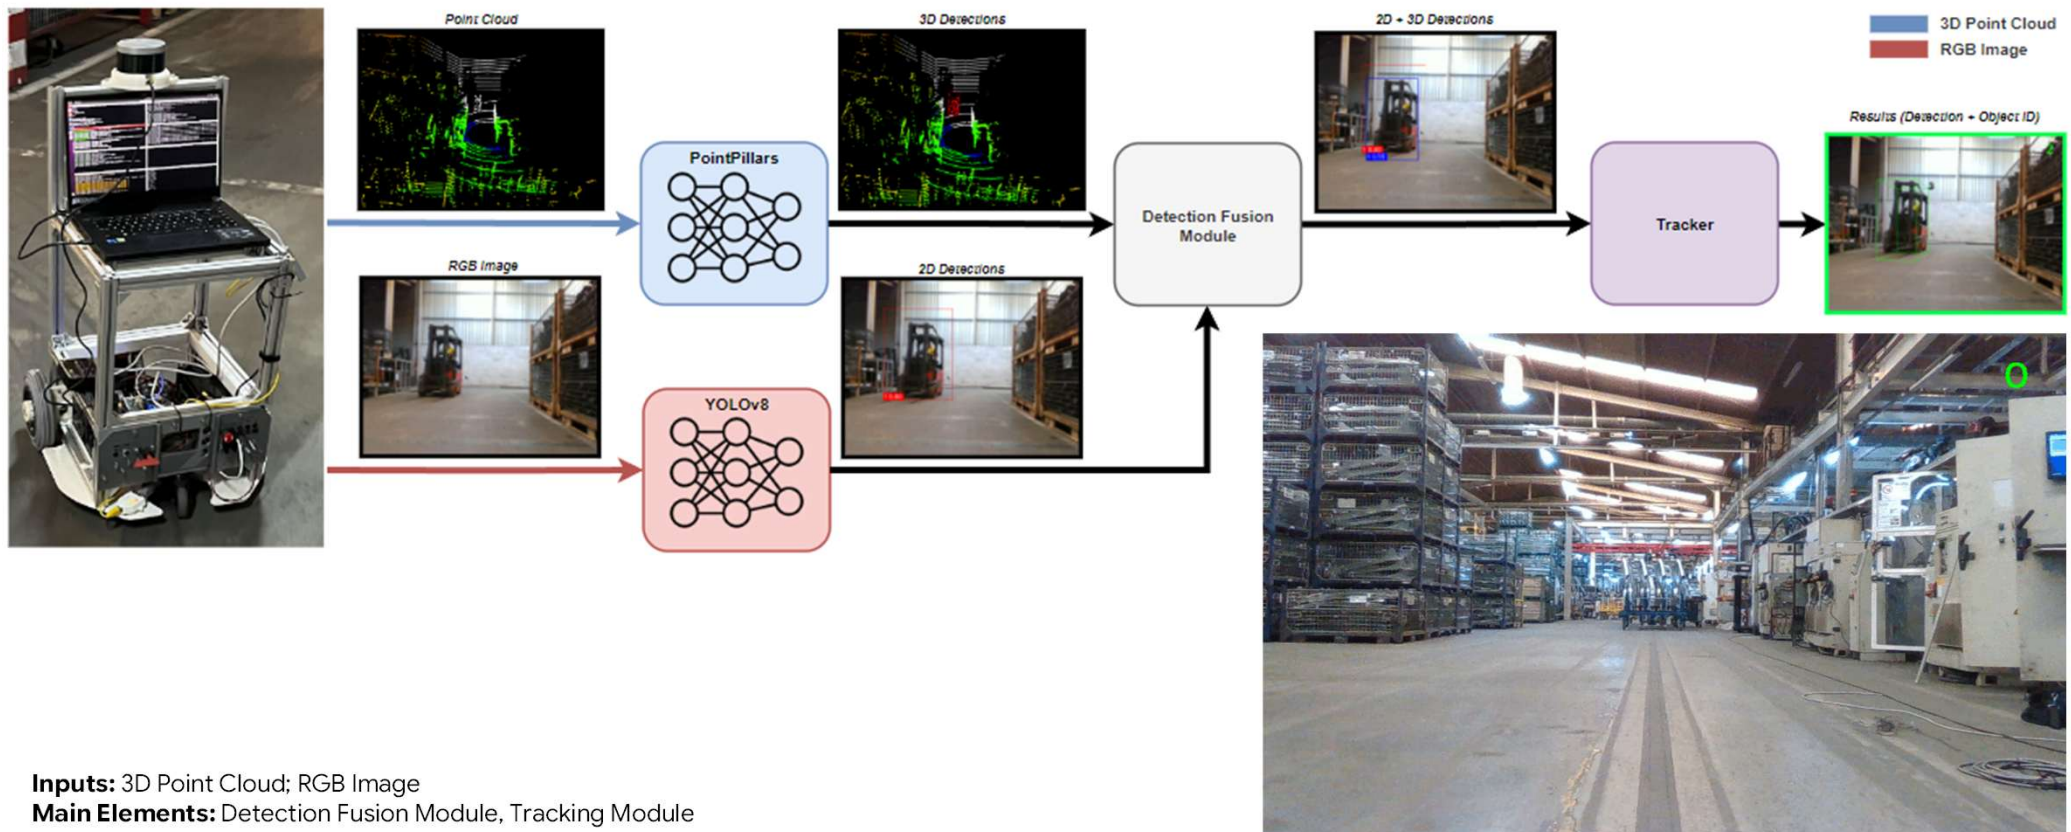 Point Cloud
3D Detections
2D + 3D Detections
3D Point Cloud
RGB Image
Results (Detection + Object ID)
PointPillars
Detection Fusion
Module
Tracker
RGB Image
2D Detections
YOLOv8
0
Inputs: 3D Point Cloud; RGB Image
Main Elements: Detection Fusion Module, Tracking Module